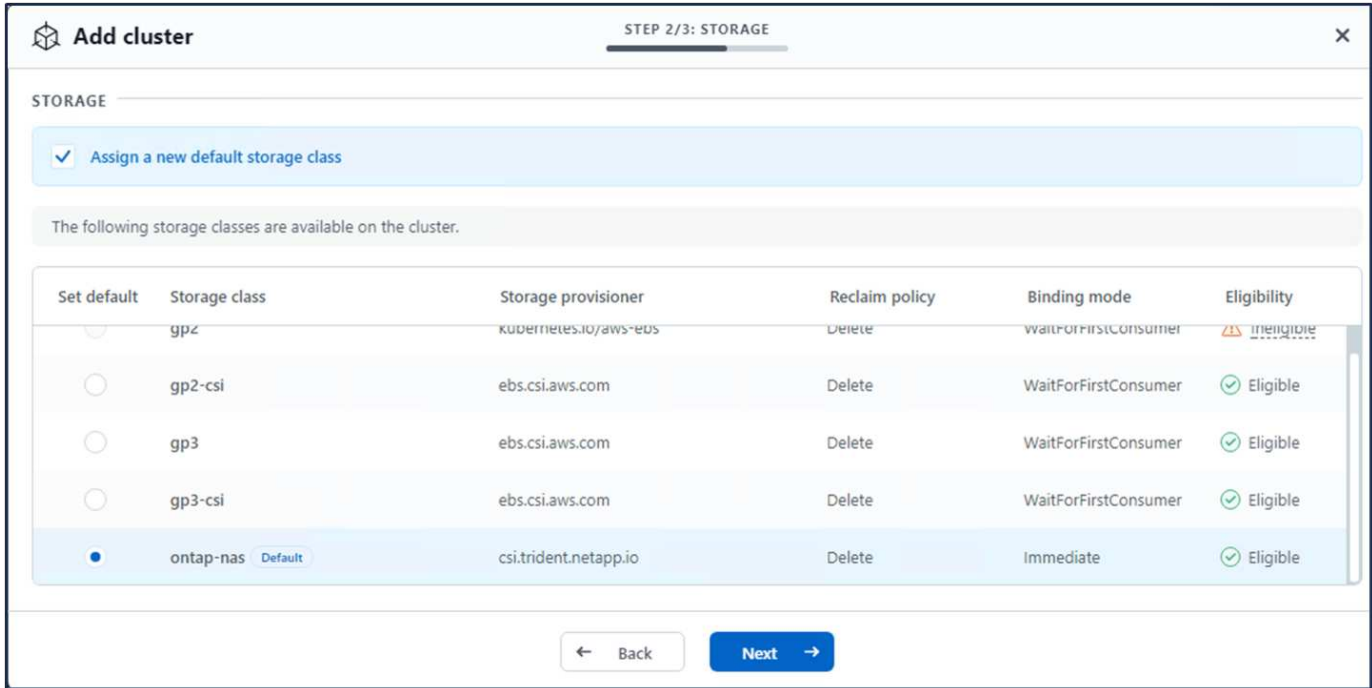 Add cluster
STEP 2/3: STORAGE
STORAGE
Assign a new default storage class
The following storage classes are available on the cluster.
Set default Storage class Storage provisioner Reclaim policy Binding mode Eligibility
gp2 kubernetes.io/aws-ebs Delete WaitForFirstConsumer Ineligible
gp2-csi ebs.csi.aws.com Delete WaitForFirstConsumer Eligible
gp3 ebs.csi.aws.com Delete WaitForFirstConsumer Eligible
gp3-csi ebs.csi.aws.com Delete WaitForFirstConsumer Eligible
ontap-nas Default csi.trident.netapp.io Delete Immediate Eligible
Back Next